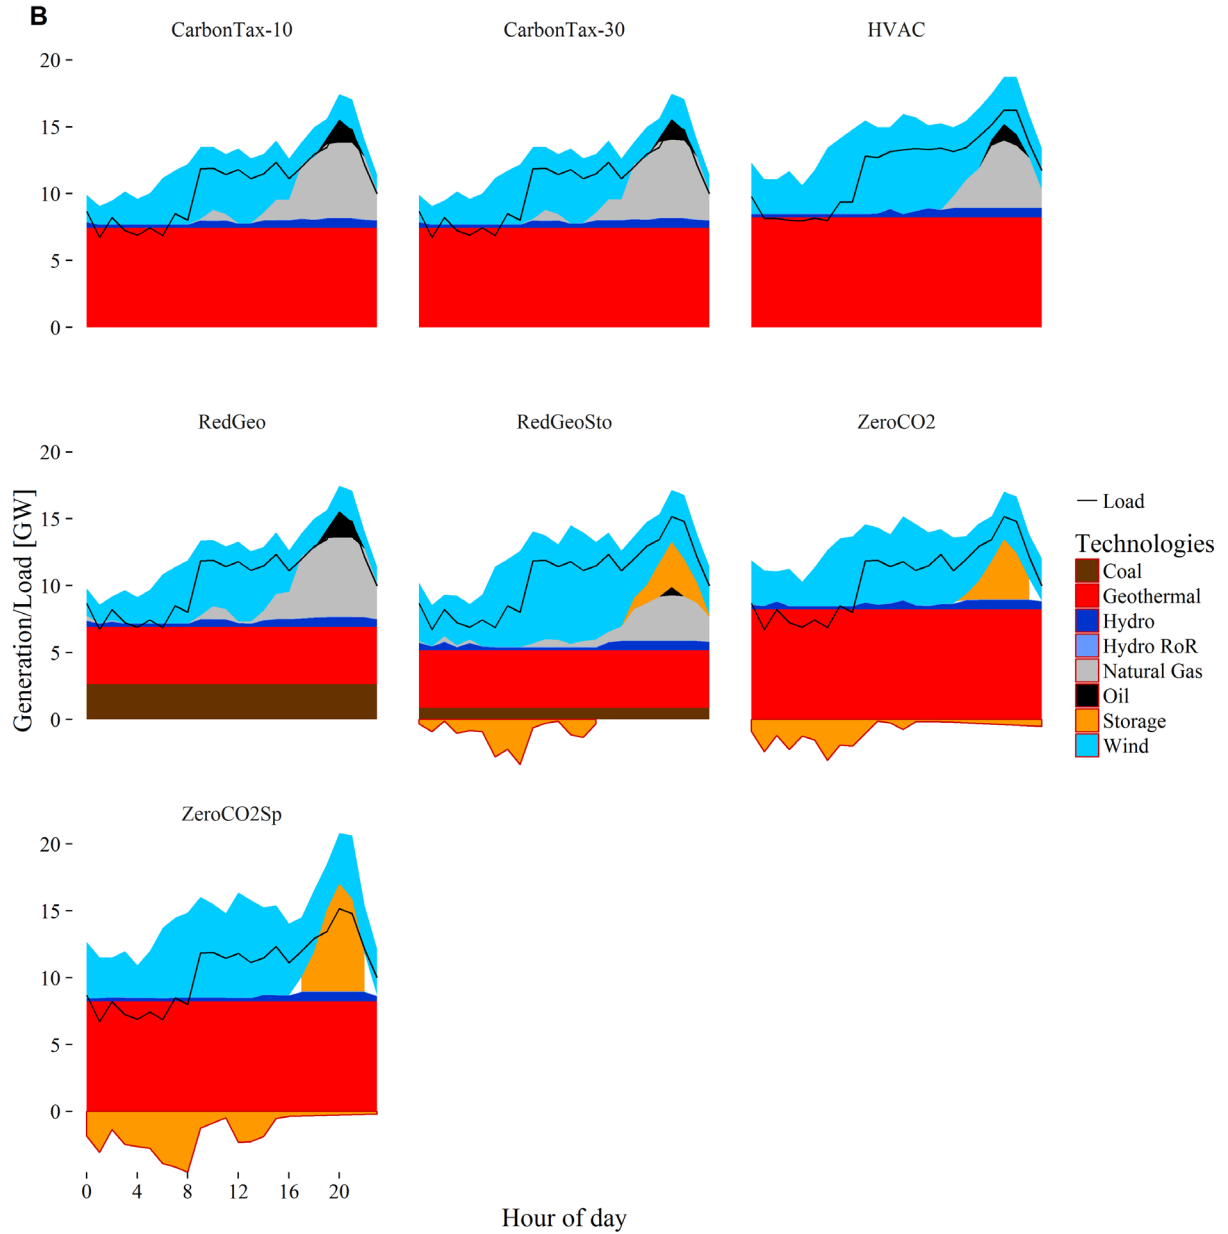 B
CarbonTax-10
CarbonTax-30
HVAC
20
15
10
5
0
RedGeo
RedGeoSto
ZeroCO2
20
15
10
5
0
Generation/Load [GW]
Load
Technologies
Coal
Geothermal
Hydro
Hydro RoR
Natural Gas
Oil
Storage
Wind
ZeroCO2Sp
20
15
10
5
0
0 4 8 12 16 20
Hour of day